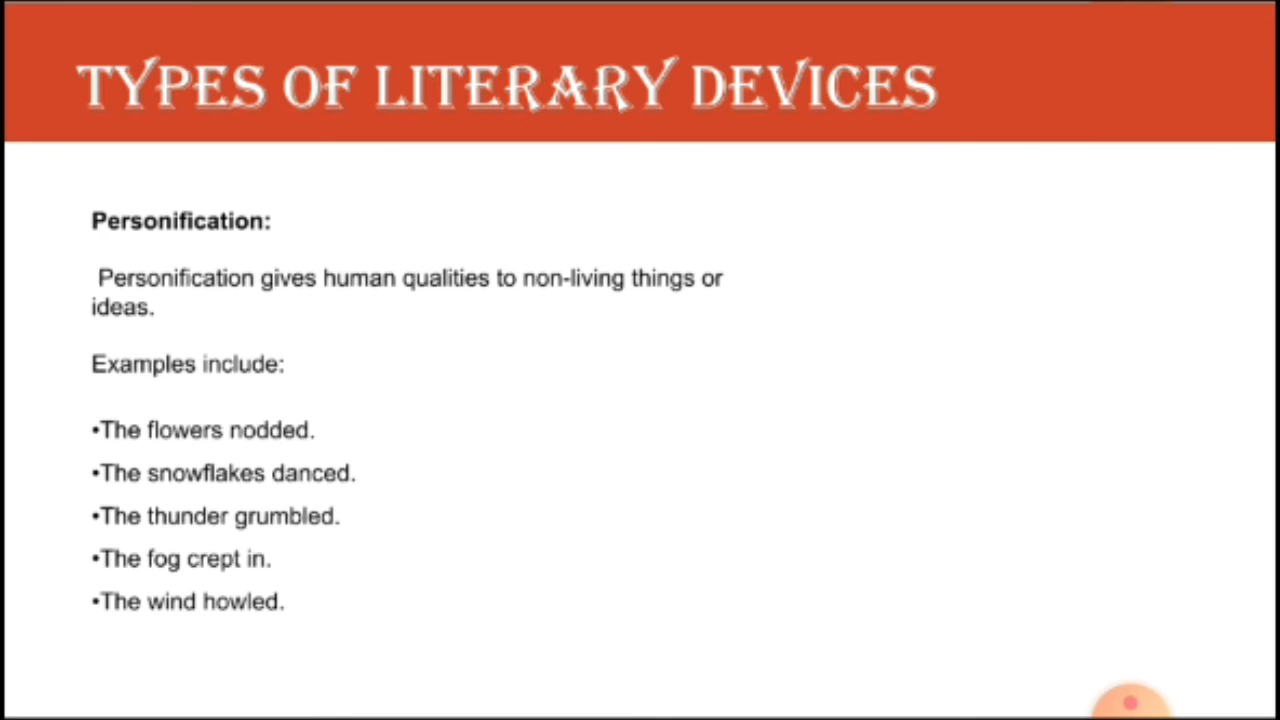 TYPES OF LITERARY DEVICES
Personification:
Personification gives human qualities to non-living things or
ideas.
Examples include:
•The flowers nodded.
•The snowflakes danced.
•The thunder grumbled.
•The fog crept in.
•The wind howled.